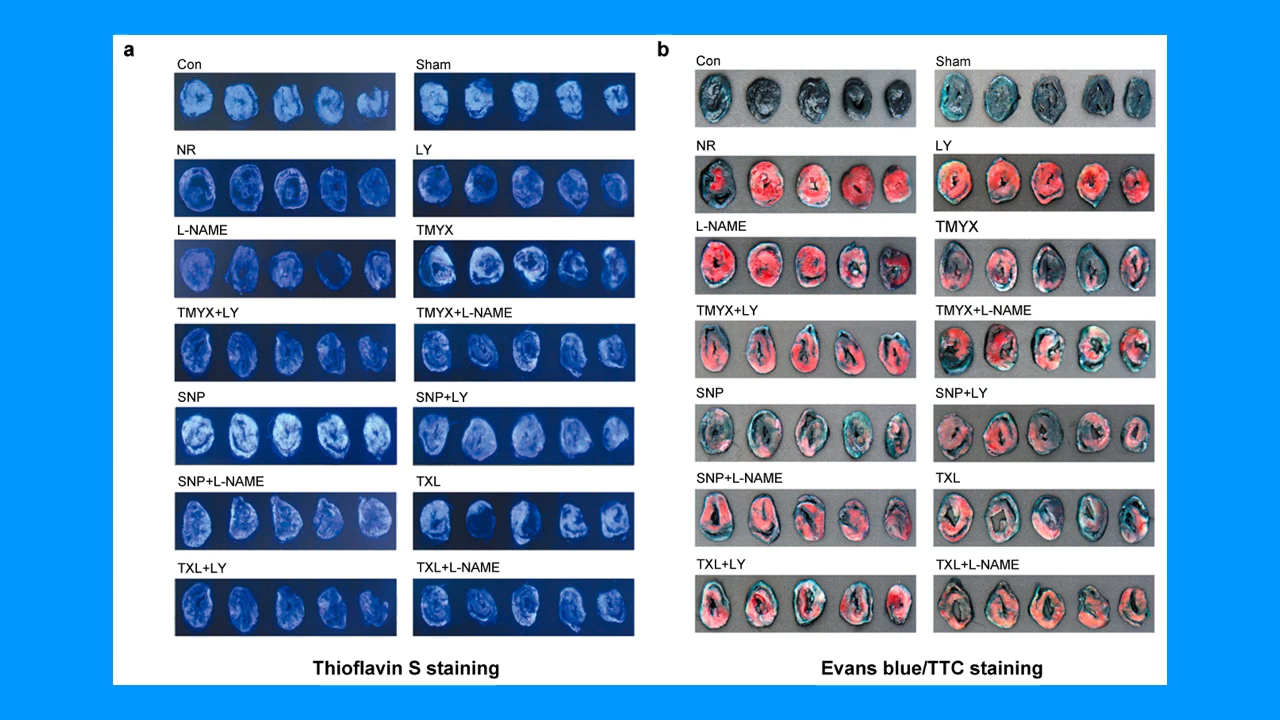 a
Con
Sham
NR
LY
L-NAME
TMYX
TMYX+LY
TMYX+L-NAME
SNP
SNP+LY
SNP+L-NAME
TXL
TXL+LY
TXL+L-NAME
Thioflavin S staining
b
Con
Sham
NR
LY
L-NAME
TMYX
TMYX+LY
TMYX+L-NAME
SNP
SNP+LY
SNP+L-NAME
TXL
TXL+LY
TXL+L-NAME
Evans blue/TTC staining